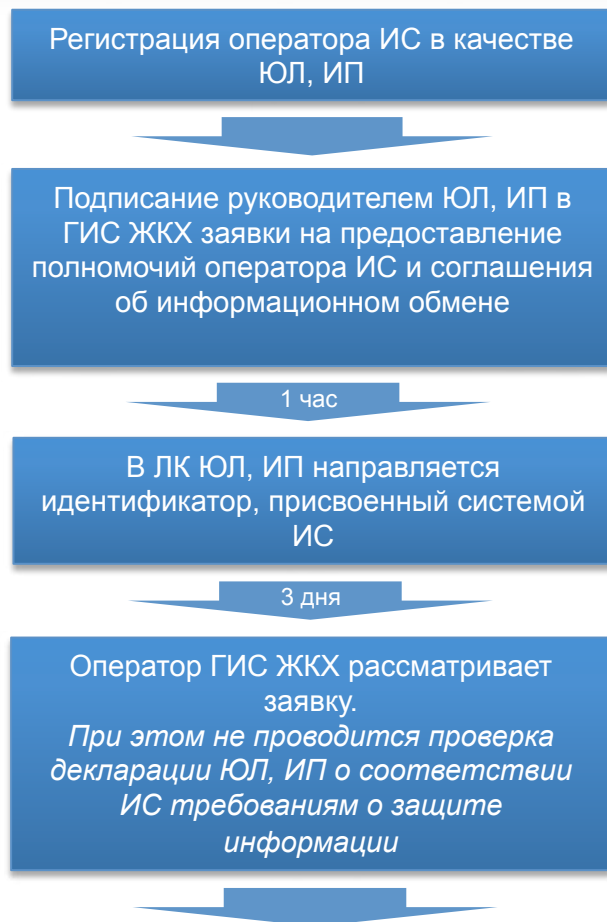 Регистрация оператора ИС в качестве
ЮЛ, ИП
Подписание руководителем ЮЛ, ИП в
ГИС ЖКХ заявки на предоставление
полномочий оператора ИС и соглашения
об информационном обмене
1 час
В ЛК ЮЛ, ИП направляется
идентификатор, присвоенный системой
ИС
3 дня
Оператор ГИС ЖКХ рассматривает
заявку.
При этом не проводится проверка
декларации ЮЛ, ИП о соответствии
ИС требованиям о защите
информации